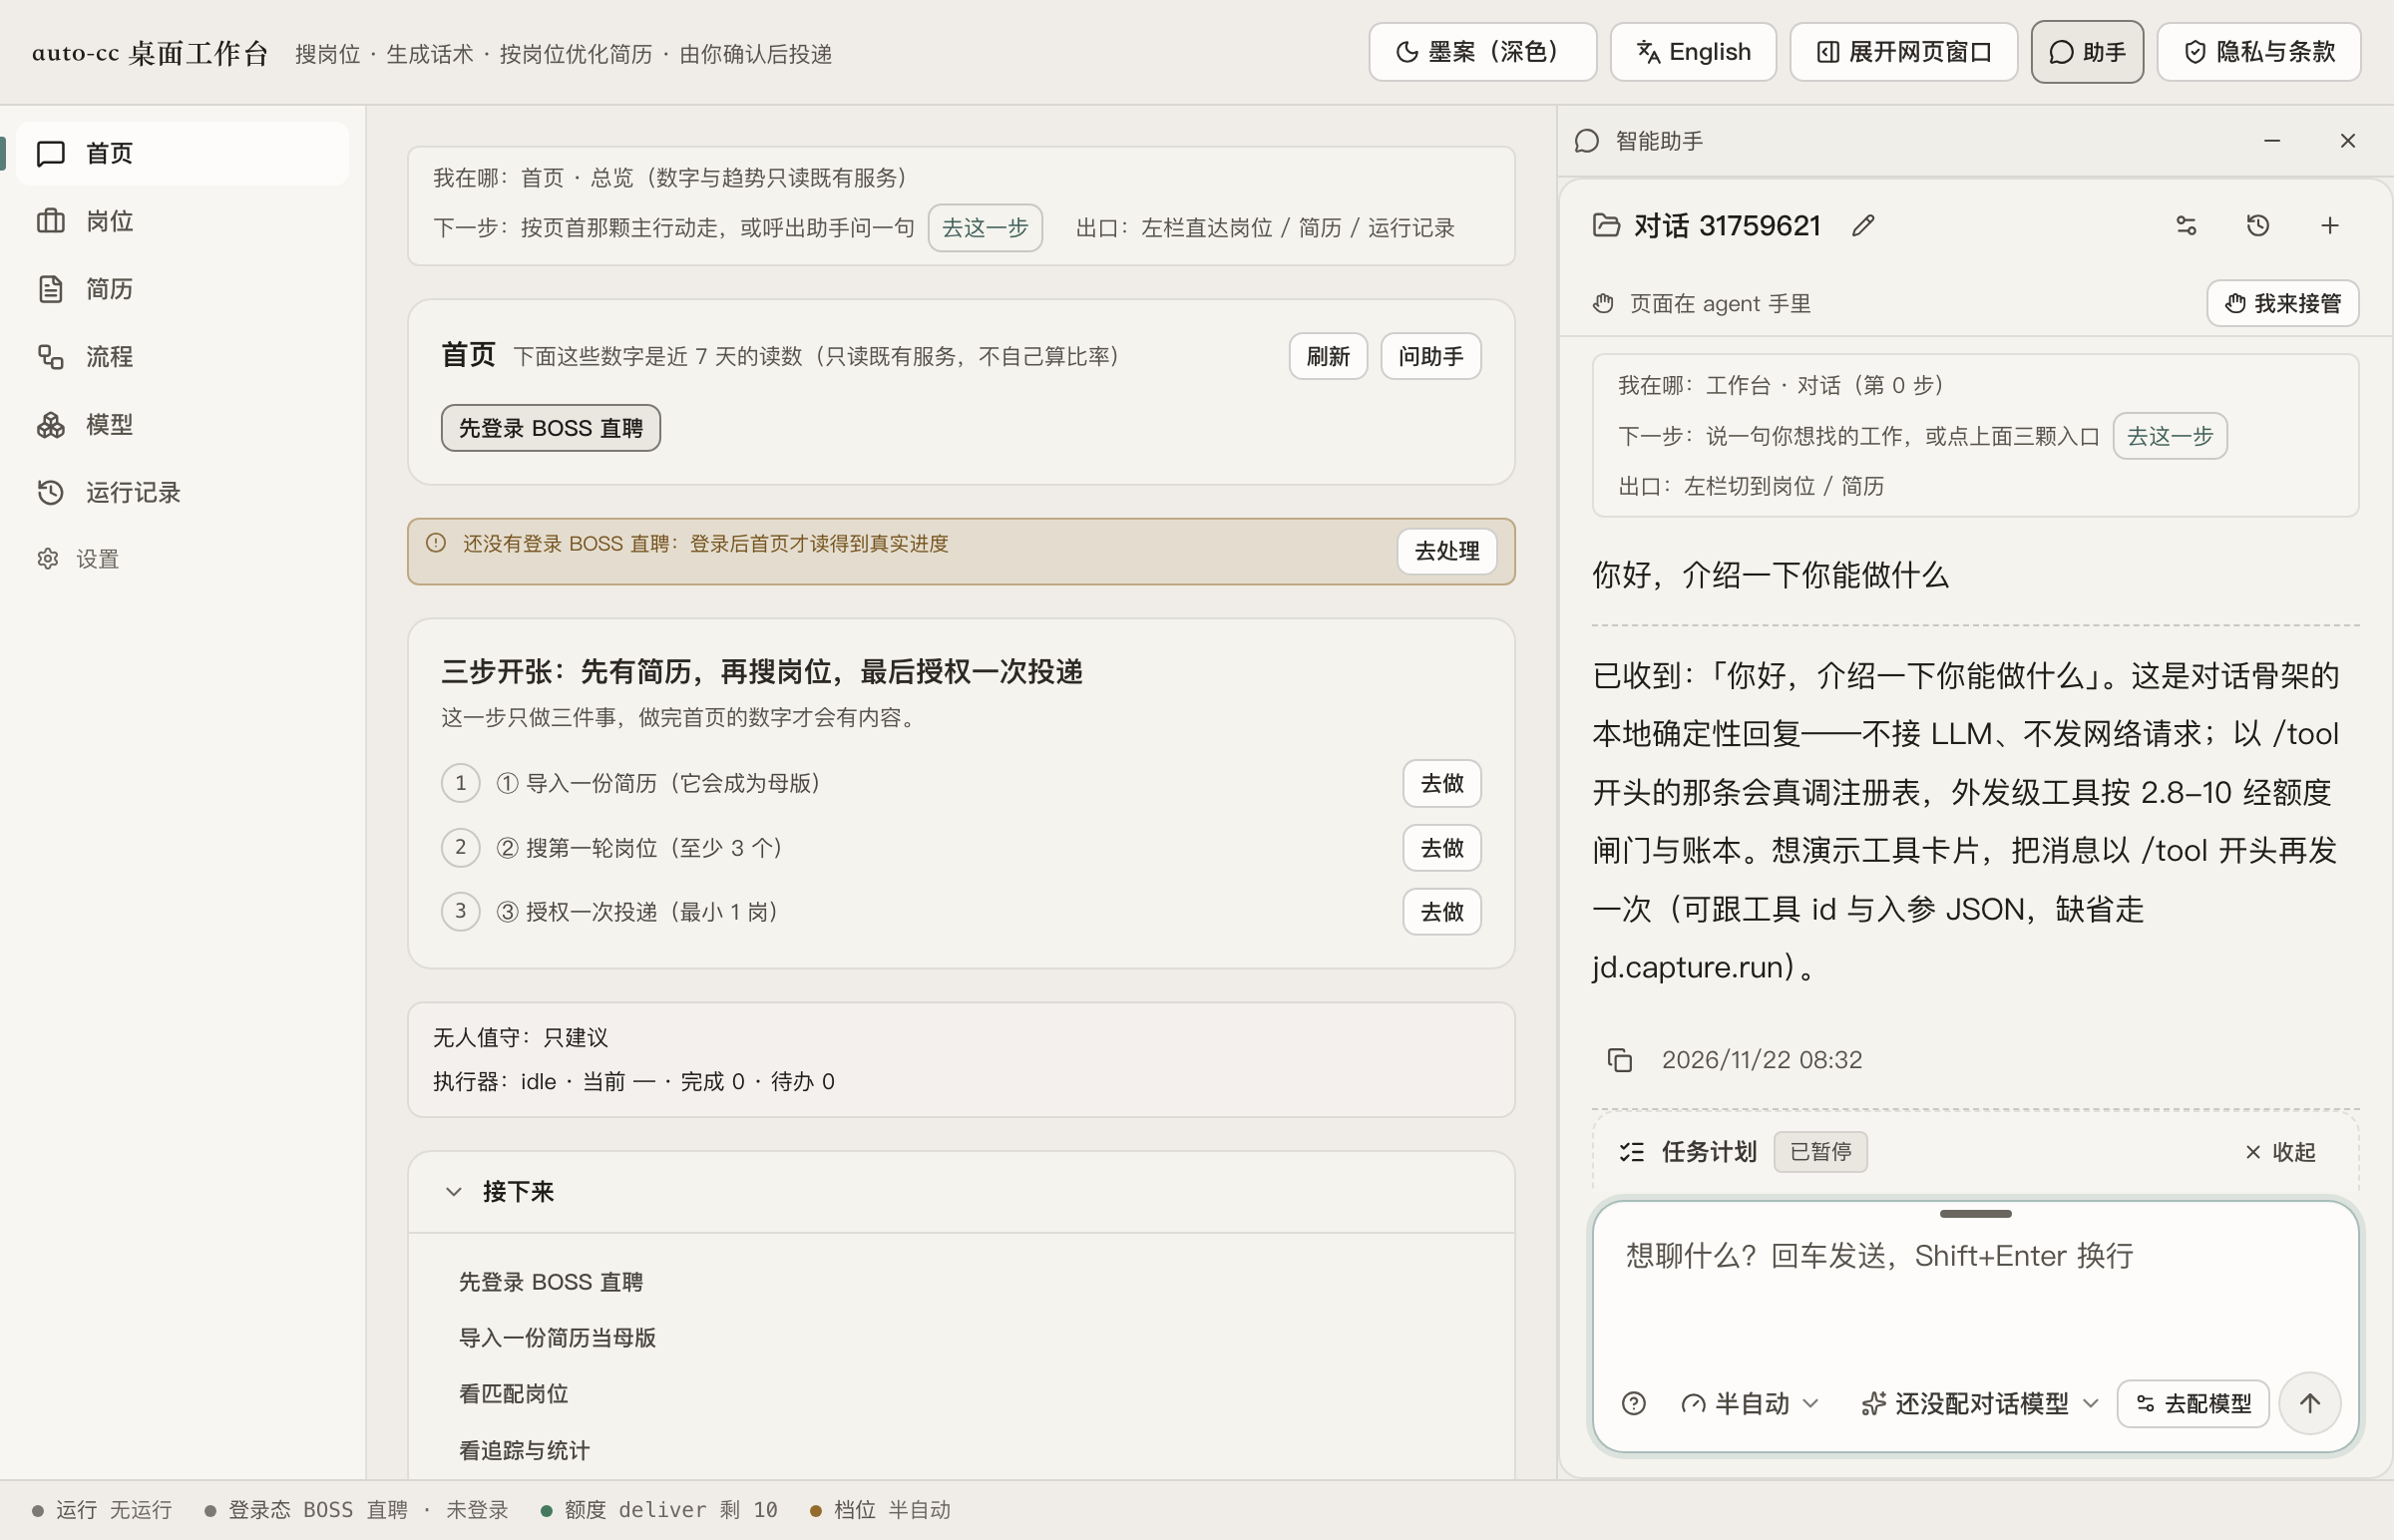 auto-cc 桌面工作台
搜岗位 · 生成话术 · 按岗位优化简历 · 由你确认后投递
墨案（深色）
English
展开网页窗口
助手
隐私与条款
首页
岗位
简历
流程
模型
运行记录
设置
我在哪：首页 · 总览（数字与趋势只读既有服务）
下一步：按页首那颗主行动走，或呼出助手问一句 去这一步 出口：左栏直达岗位 / 简历 / 运行记录
首页 下面这些数字是近 7 天的读数（只读既有服务，不自己算比率）
刷新
问助手
先登录 BOSS 直聘
还没有登录 BOSS 直聘：登录后首页才读得到真实进度
去处理
三步开张：先有简历，再搜岗位，最后授权一次投递
这一步只做三件事，做完首页的数字才会有内容。
1 ① 导入一份简历（它会成为母版） 去做
2 ② 搜第一轮岗位（至少 3 个） 去做
3 ③ 授权一次投递（最小 1 岗） 去做
无人值守：只建议
执行器：idle · 当前 — · 完成 0 · 待办 0
接下来
先登录 BOSS 直聘
导入一份简历当母版
看匹配岗位
看追踪与统计
智能助手
对话 31759621
页面在 agent 手里
我来接管
我在哪：工作台 · 对话（第 0 步）
下一步：说一句你想找的工作，或点上面三颗入口 去这一步
出口：左栏切到岗位 / 简历
你好，介绍一下你能做什么
已收到：「你好，介绍一下你能做什么」。这是对话骨架的
本地确定性回复——不接 LLM、不发网络请求；以 /tool
开头的那条会真调注册表，外发级工具按 2.8–10 经额度
闸门与账本。想演示工具卡片，把消息以 /tool 开头再发
一次（可跟工具 id 与入参 JSON，缺省走
jd.capture.run）。
2026/11/22 08:32
任务计划 已暂停
收起
想聊什么？回车发送，Shift+Enter 换行
半自动
还没配对话模型
去配模型
运行 无运行
登录态 BOSS 直聘 · 未登录
额度 deliver 剩 10
档位 半自动